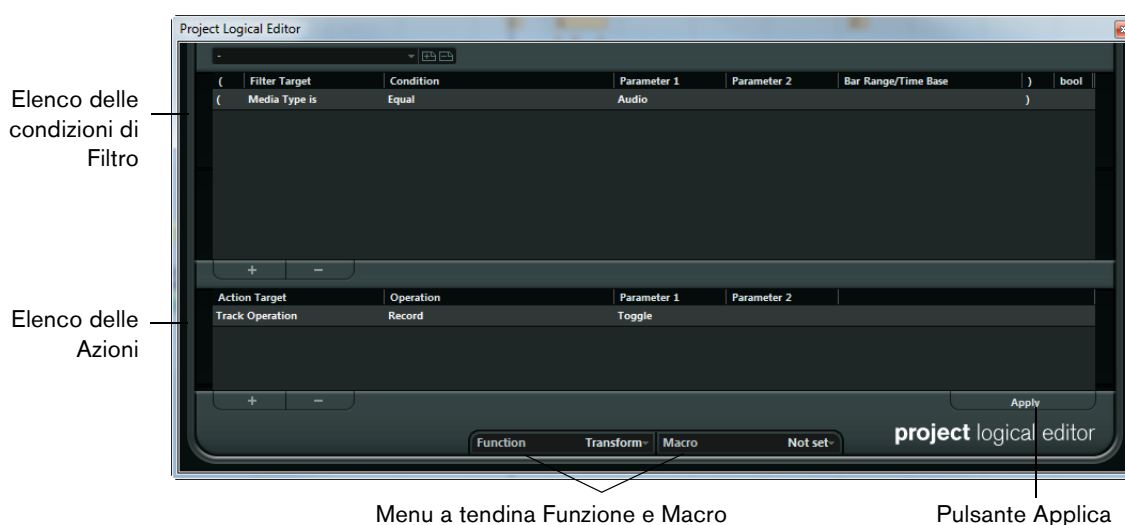 Project Logical Editor
-
( Filter Target Condition Parameter 1 Parameter 2 Bar Range/Time Base ) bool
( Media Type is Equal Audio )
Elenco delle
condizioni di
Filtro
+ −
Action Target Operation Parameter 1 Parameter 2
Track Operation Record Toggle
Elenco delle
Azioni
+ −
Apply
Function Transform Macro Not set
project logical editor
Menu a tendina Funzione e Macro
Pulsante Applica